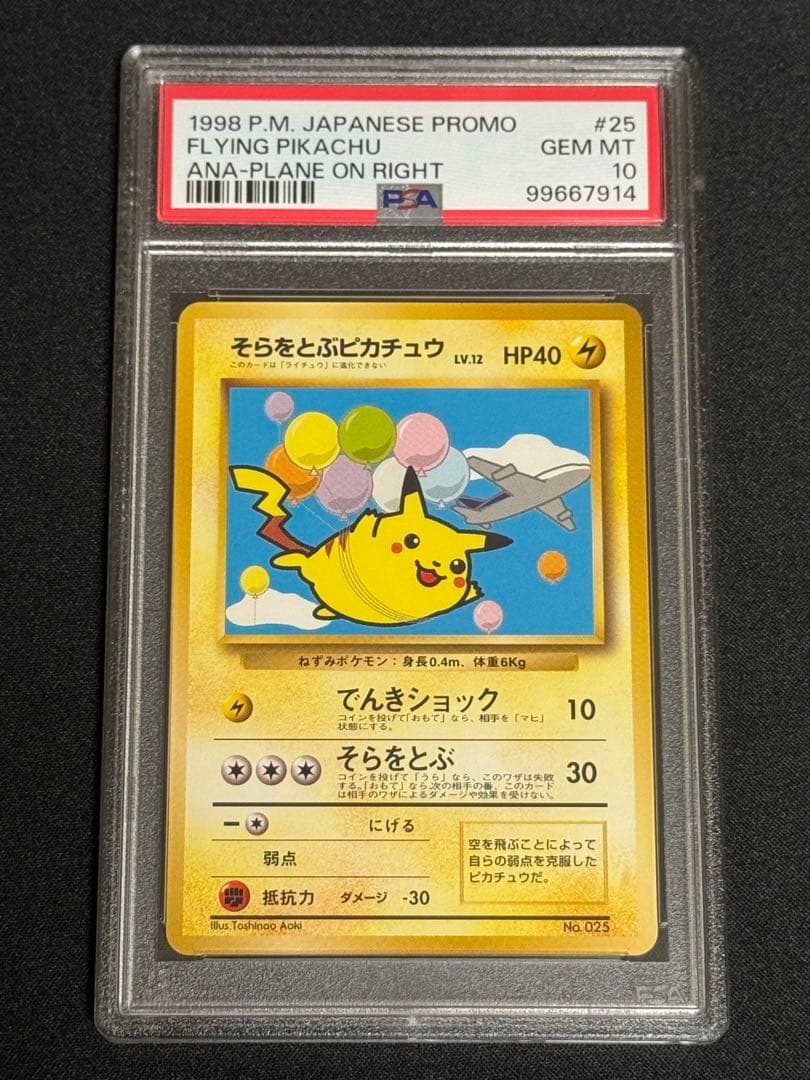 1998 P.M. JAPANESE PROMO #25
FLYING PIKACHU GEM MT
ANA-PLANE ON RIGHT 10
PSA 99667914
そらをとぶピカチュウ LV.12 HP40
このカードは「ライチュウ」に進化できない
ねずみポケモン：身長0.4m、体重6Kg
でんきショック 10
コインを投げて「おもて」なら、相手を「マヒ」
状態にする。
そらをとぶ 30
コインを投げて「うら」なら、このワザは失敗
する。「おもて」なら、次の相手の番、このカード
は相手のワザによるダメージや効果を受けない。
にげる
弱点
抵抗力 ダメージ -30
空を飛ぶことによって
自らの弱点を克服した
ピカチュウだ。
Illus.Toshinao Aoki No. 025
PSA